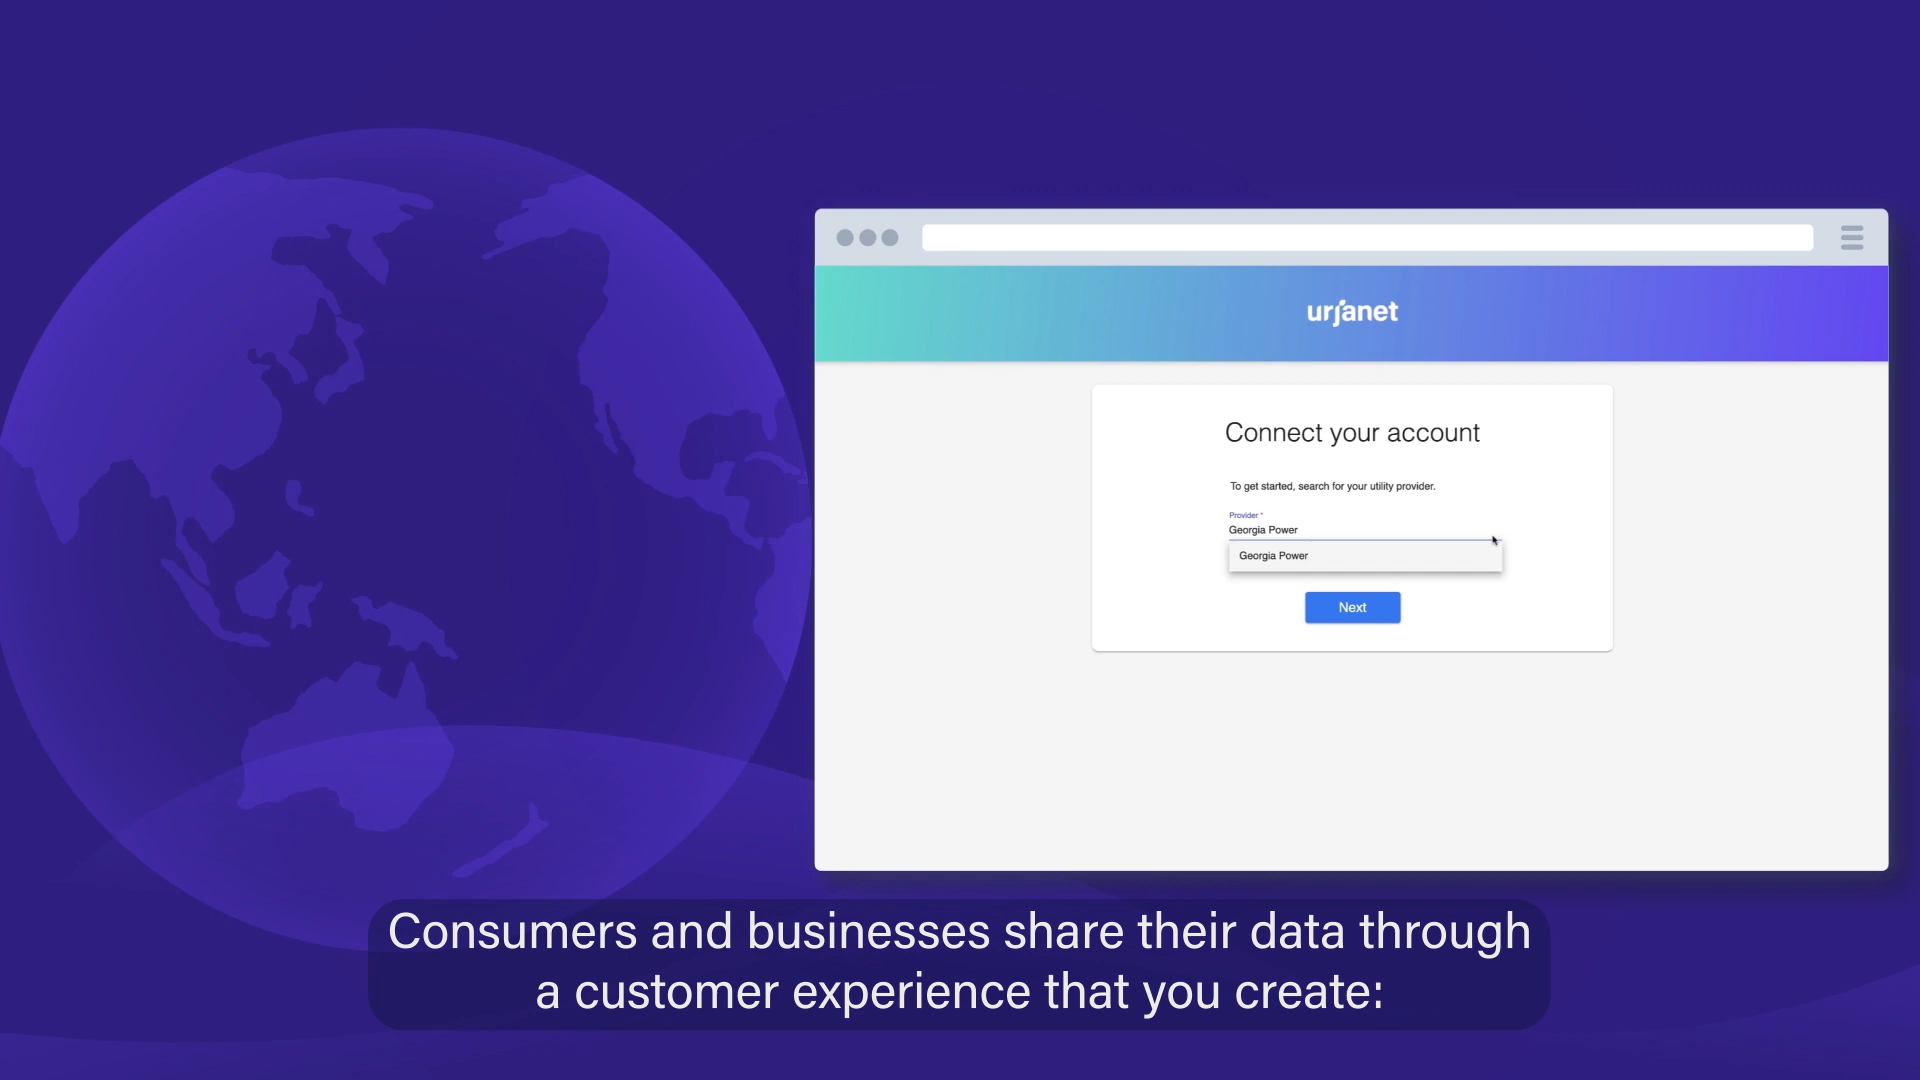 urjanet
Connect your account
To get started, search for your utility provider.
Provider *
Georgia Power
Georgia Power
Next
Consumers and businesses share their data through
a customer experience that you create: